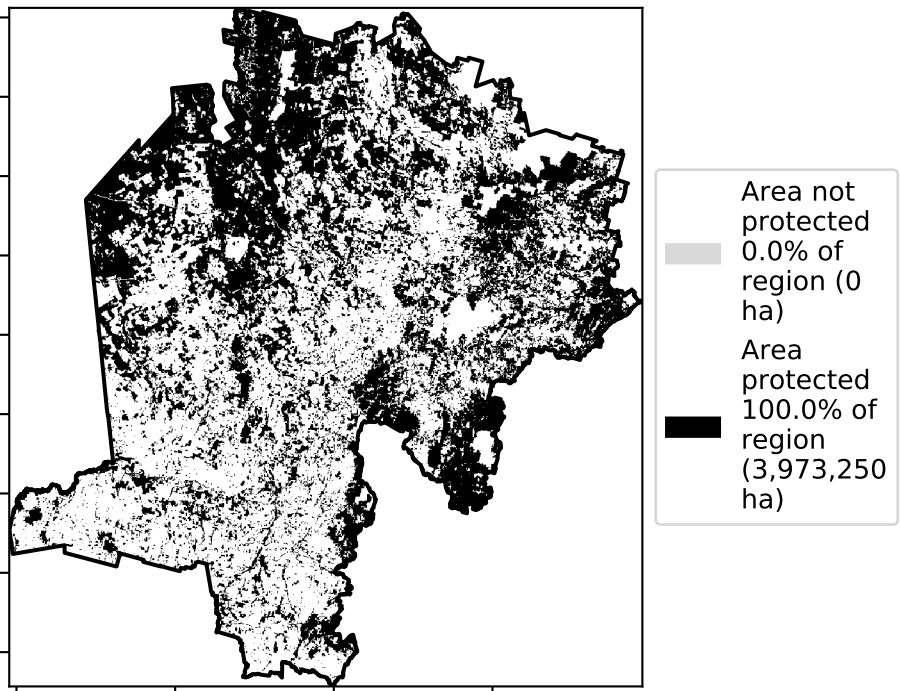 Area not
protected
0.0% of
region (0
ha)
Area
protected
100.0% of
region
(3,973,250
ha)